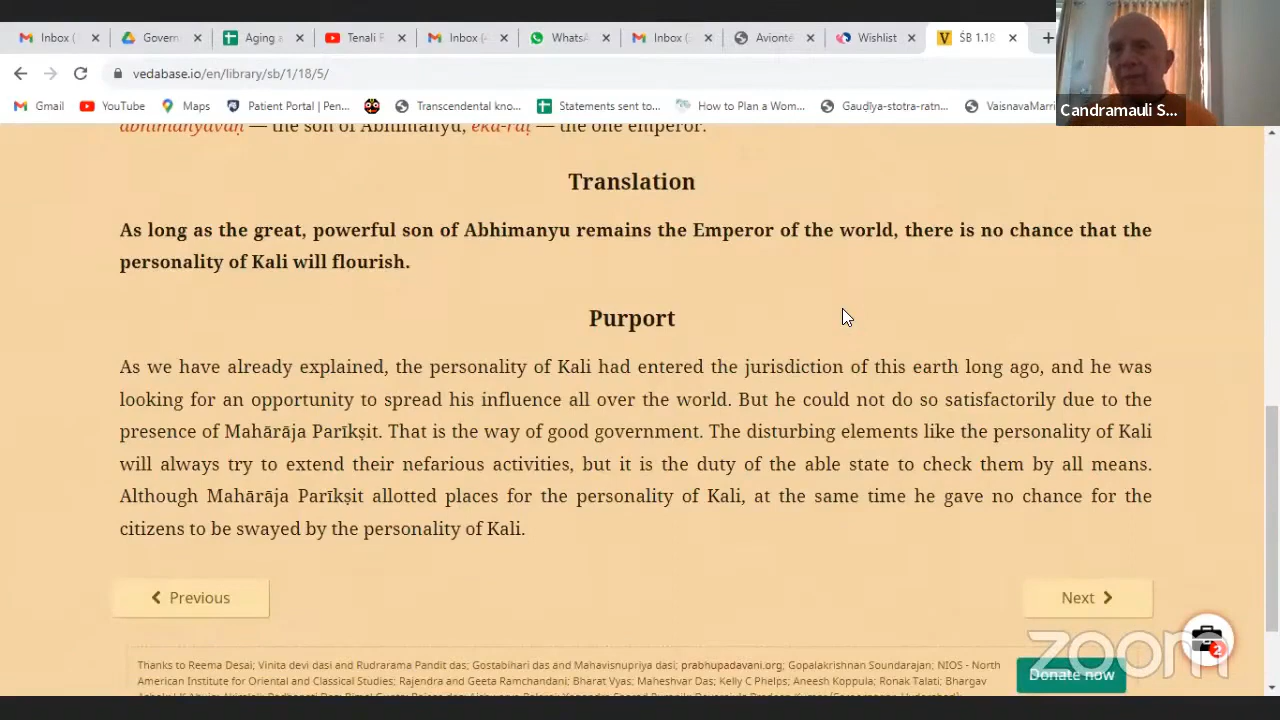 Inbox (
Govern
Aging a
Tenali F
Inbox (4
WhatsA
Inbox (
Avionte
Wishlist
ŚB 1.18
vedabase.io/en/library/sb/1/18/5/
Gmail
YouTube
Maps
Patient Portal | Pen...
Transcendental kno...
Statements sent to...
How to Plan a Wom...
Gauḍīya-stotra-ratn...
VaisnavaMarri
Candramauli S...
abhimanyavaḥ — the son of Abhimanyu; eka-rāṭ — the one emperor.
Translation
As long as the great, powerful son of Abhimanyu remains the Emperor of the world, there is no chance that the
personality of Kali will flourish.
Purport
As we have already explained, the personality of Kali had entered the jurisdiction of this earth long ago, and he was
looking for an opportunity to spread his influence all over the world. But he could not do so satisfactorily due to the
presence of Mahārāja Parīkṣit. That is the way of good government. The disturbing elements like the personality of Kali
will always try to extend their nefarious activities, but it is the duty of the able state to check them by all means.
Although Mahārāja Parīkṣit allotted places for the personality of Kali, at the same time he gave no chance for the
citizens to be swayed by the personality of Kali.
Previous
Next
2
zoom
Thanks to Reema Desai; Vinita devi dasi and Rudrarama Pandit das; Gostabihari das and Mahavisnupriya dasi; prabhupadavani.org; Gopalakrishnan Soundarajan; NIOS - North
American Institute for Oriental and Classical Studies; Rajendra and Geeta Ramchandani; Bharat Vyas; Maheshver Das; Kelly C Phelps; Aneesh Koppula; Ronak Talati; Bhargav
Donate now